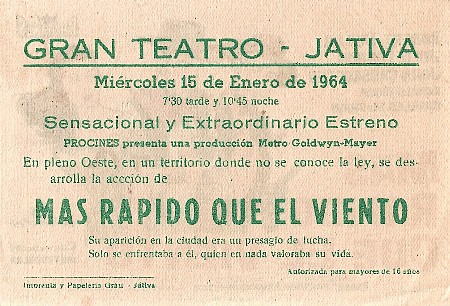 GRAN TEATRO - JATIVA
Miércoles 15 de Enero de 1964
7'30 tarde y 10'45 noche
Sensacional y Extraordinario Estreno
PROCINES presenta una producción Metro-Goldwyn-Mayer
En pleno Oeste, en un territorio donde no se conoce la ley, se des-
arrolla la accción de
MAS RAPIDO QUE EL VIENTO
Su aparición en la ciudad era un presagio de lucha.
Solo se enfrentaba a él, quien en nada valoraba su vida.
Autorizada para mayores de 16 años
Imprenta y Papelería Grau - Játiva